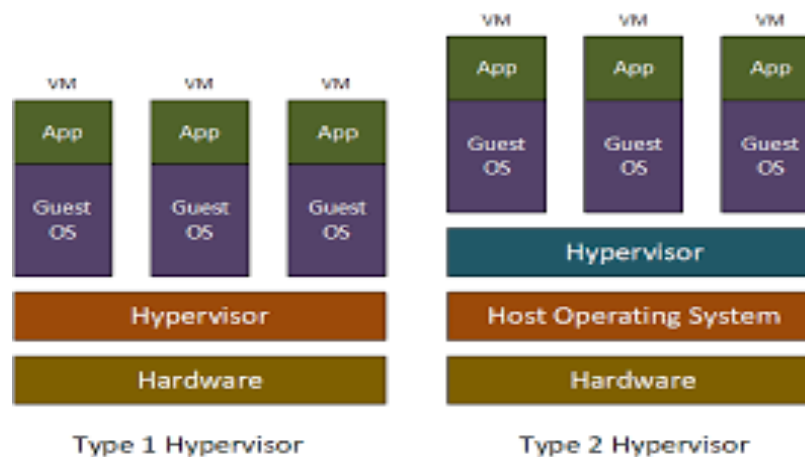 VM VM VM
App App App
Guest OS Guest OS Guest OS
Hypervisor
Hardware
Type 1 Hypervisor
VM VM VM
App App App
Guest OS Guest OS Guest OS
Hypervisor
Host Operating System
Hardware
Type 2 Hypervisor